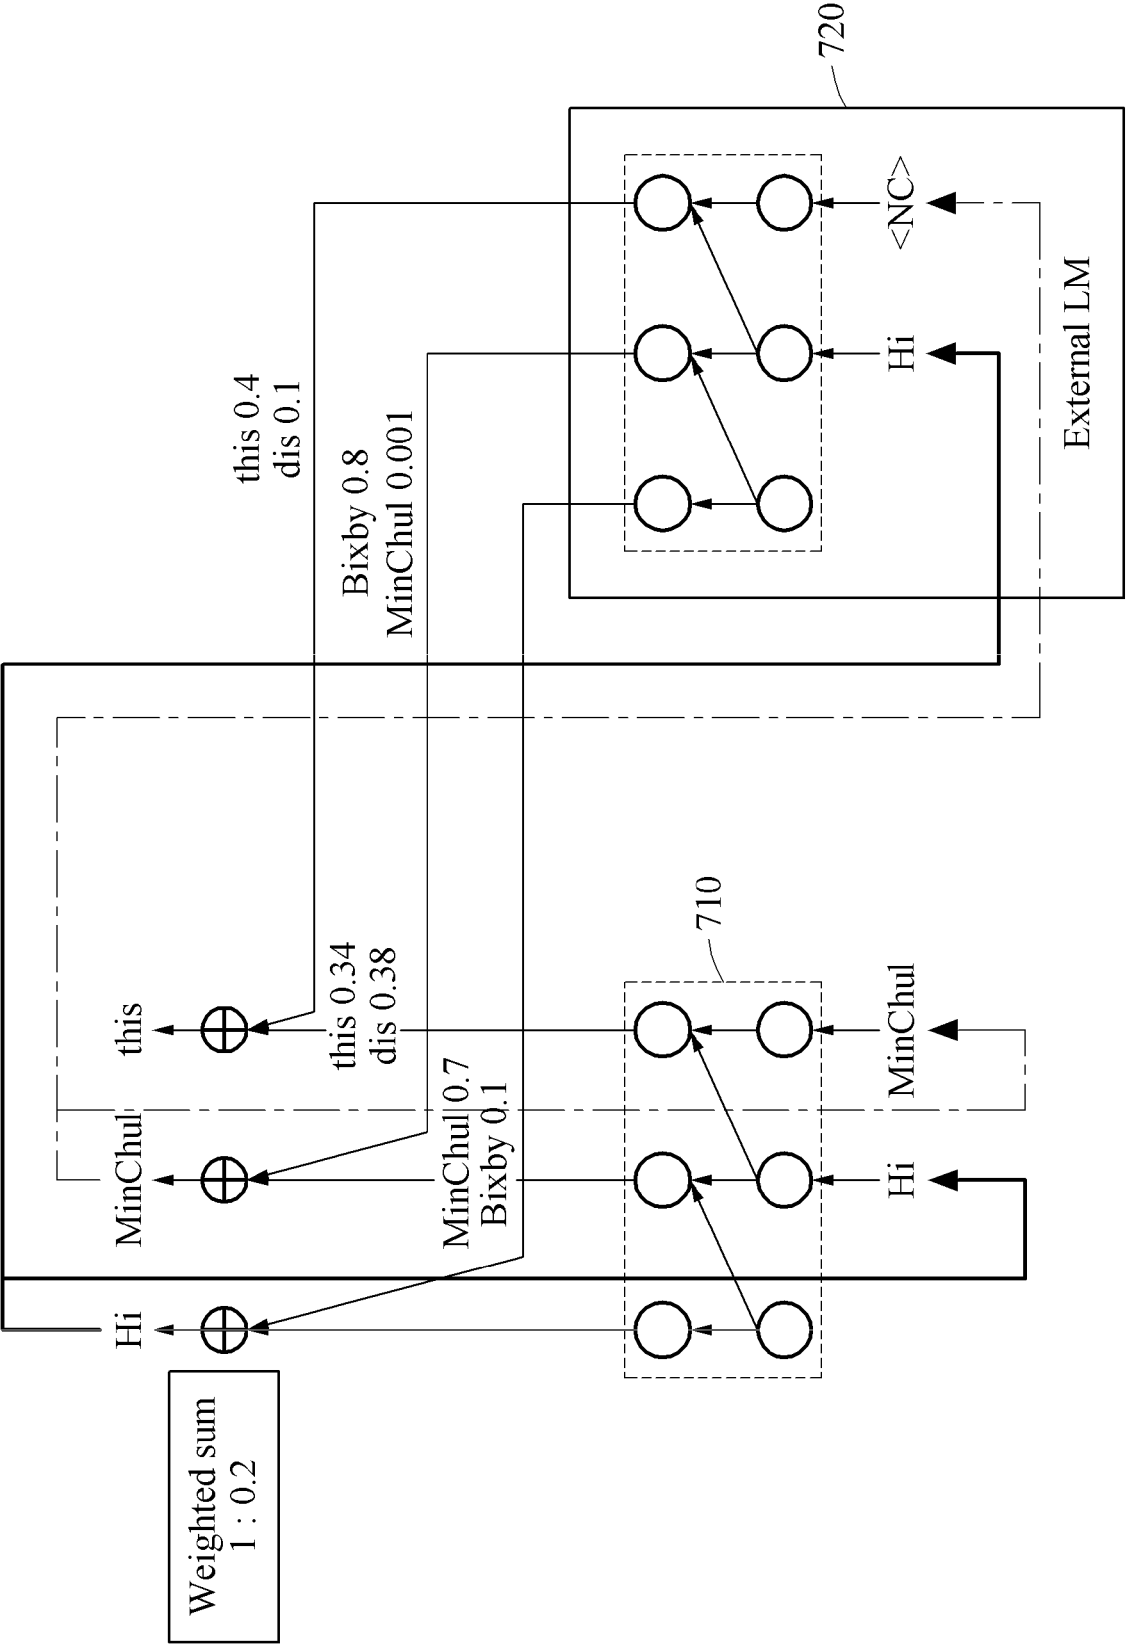 Weighted sum
1 : 0.2
Hi
MinChul
this
MinChul 0.7
Bixby 0.1
this 0.34
dis 0.38
Bixby 0.8
MinChul 0.001
this 0.4
dis 0.1
710
Hi
MinChul
720
Hi
<NC>
External LM